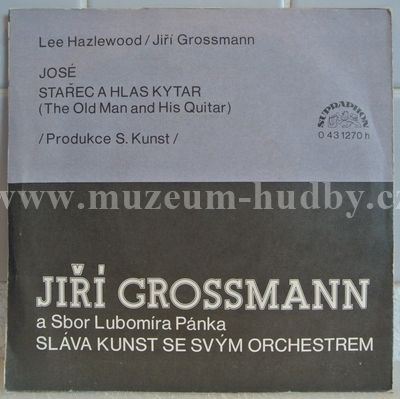 Lee Hazlewood/Jiří Grossmann
JOSÉ
STAŘEC A HLAS KYTAR
(The Old Man and His Quitar)
/Produkce S. Kunst/
SUPRAPHON
0 43 1270 h
www.muzeum-hudby.cz
JIŘÍ GROSSMANN
a Sbor Lubomíra Pánka
SLÁVA KUNST SE SVÝM ORCHESTREM